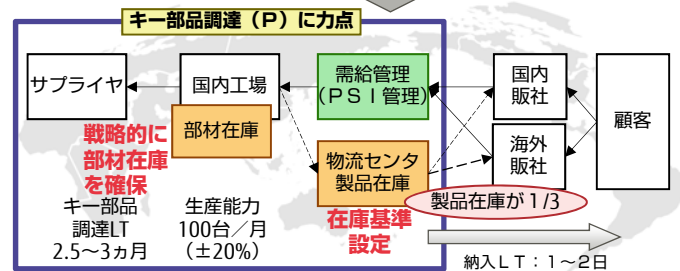 キー部品調達（P）に力点
サプライヤ
国内工場
部材在庫
需給管理
（PSI管理）
国内
販社
海外
販社
顧客
戦略的に
部材在庫
を確保
物流センタ
製品在庫
製品在庫が1/3
在庫基準
設定
キー部品
調達LT
2.5～3ヵ月
生産能力
100台／月
（±20%）
納入LT：1～2日